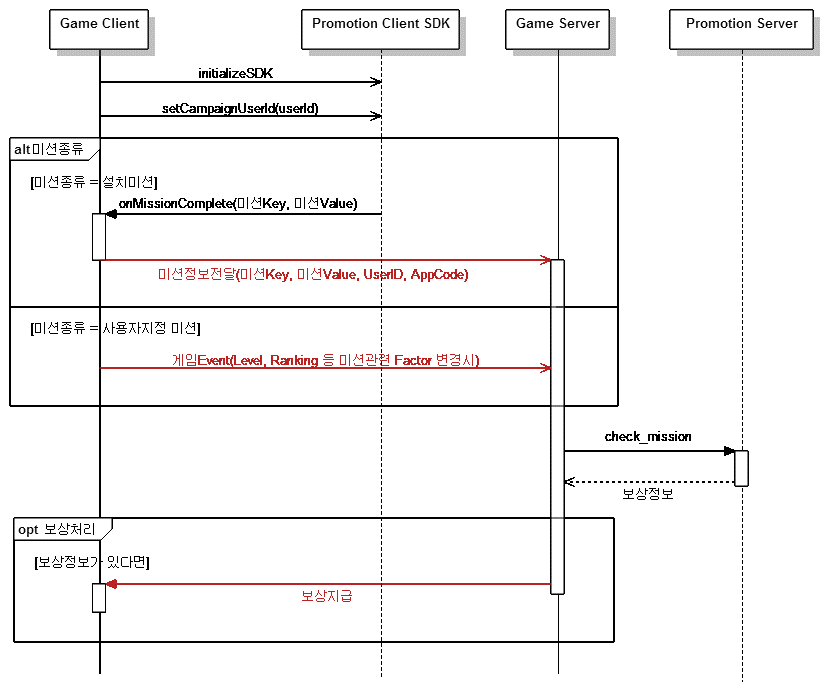 Game Client
Promotion Client SDK
Game Server
Promotion Server
initializeSDK
setCampaignUserId(userId)
alt 미션종류
[미션종류 = 설치미션]
onMissionComplete(미션Key, 미션Value)
미션정보전달(미션Key, 미션Value, UserID, AppCode)
[미션종류 = 사용자지정 미션]
게임Event(Level, Ranking 등 미션관련 Factor 변경시)
check_mission
보상정보
opt 보상처리
[보상정보가 있다면]
보상지급